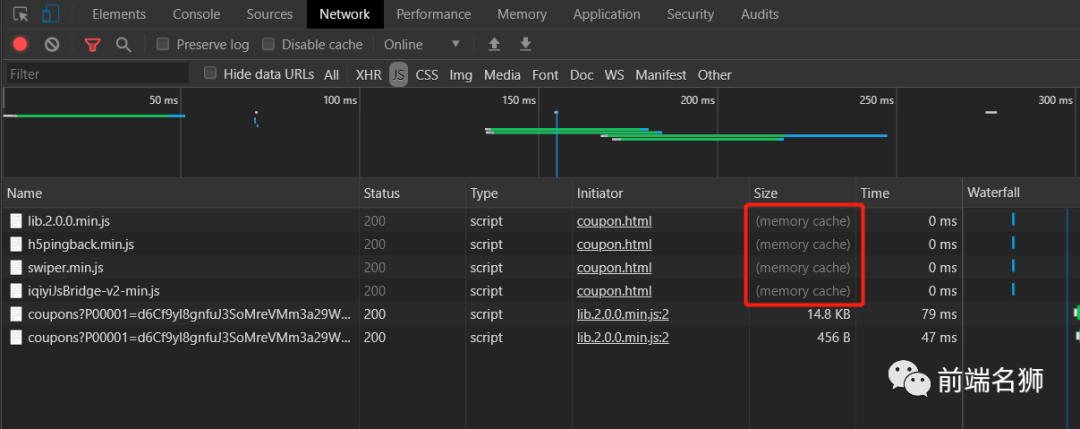 Elements Console Sources Network Performance Memory Application Security Audits
Preserve log Disable cache Online
Filter Hide data URLs All XHR JS CSS Img Media Font Doc WS Manifest Other
50 ms 100 ms 150 ms 200 ms 250 ms 300 ms
Name Status Type Initiator Size Time Waterfall
lib.2.0.0.min.js 200 script coupon.html (memory cache) 0 ms
h5pingback.min.js 200 script coupon.html (memory cache) 0 ms
swiper.min.js 200 script coupon.html (memory cache) 0 ms
iqiyiJsBridge-v2-min.js 200 script coupon.html (memory cache) 0 ms
coupons?P00001=d6Cf9yI8gnfuJ3SoMreVMm3a29W... 200 script lib.2.0.0.min.js:2 14.8 KB 79 ms
coupons?P00001=d6Cf9yI8gnfuJ3SoMreVMm3a29W... 200 script lib.2.0.0.min.js:2 456 B 47 ms
前端名狮